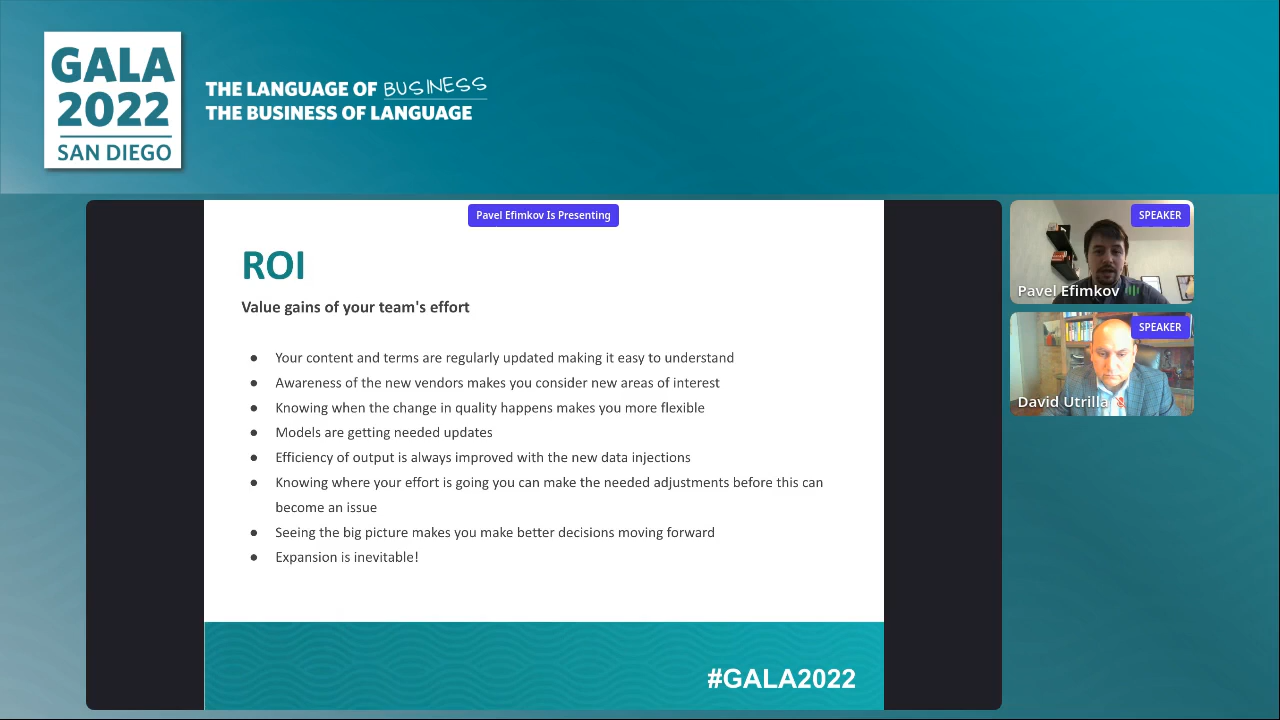 GALA
2022
SAN DIEGO
THE LANGUAGE OF BUSINESS
THE BUSINESS OF LANGUAGE
Pavel Efimkov Is Presenting
ROI
Value gains of your team's effort
● Your content and terms are regularly updated making it easy to understand
● Awareness of the new vendors makes you consider new areas of interest
● Knowing when the change in quality happens makes you more flexible
● Models are getting needed updates
● Efficiency of output is always improved with the new data injections
● Knowing where your effort is going you can make the needed adjustments before this can
become an issue
● Seeing the big picture makes you make better decisions moving forward
● Expansion is inevitable!
#GALA2022
SPEAKER
Pavel Efimkov
SPEAKER
David Utrilla